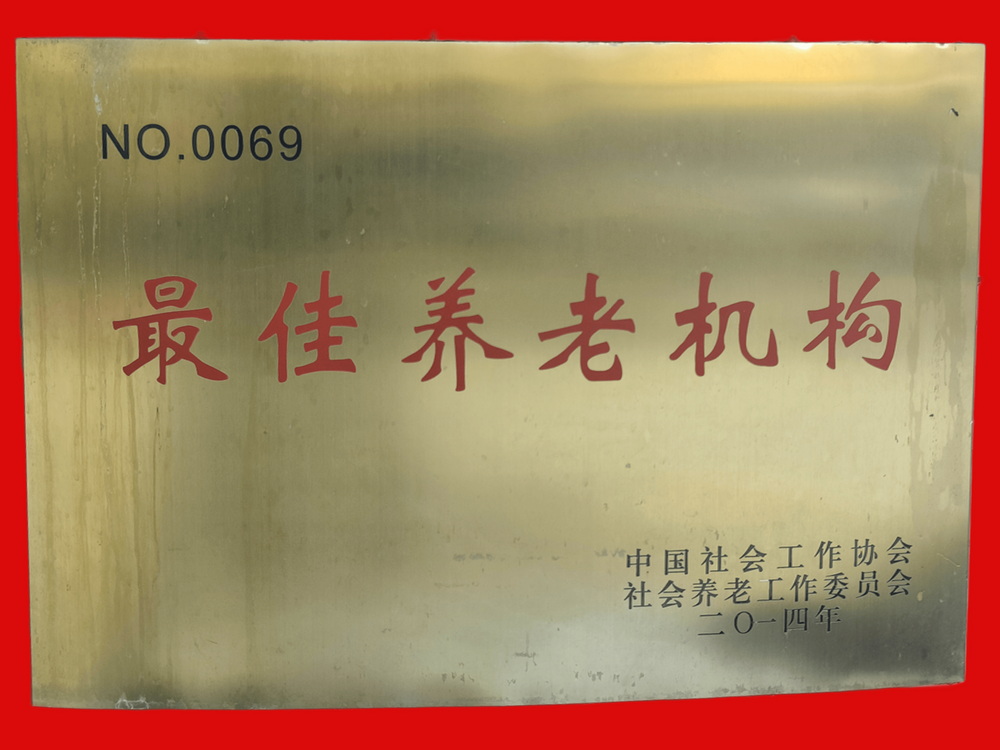 NO.0069
最佳养老机构
中国社会工作协会
社会养老工作委员会
二〇一四年